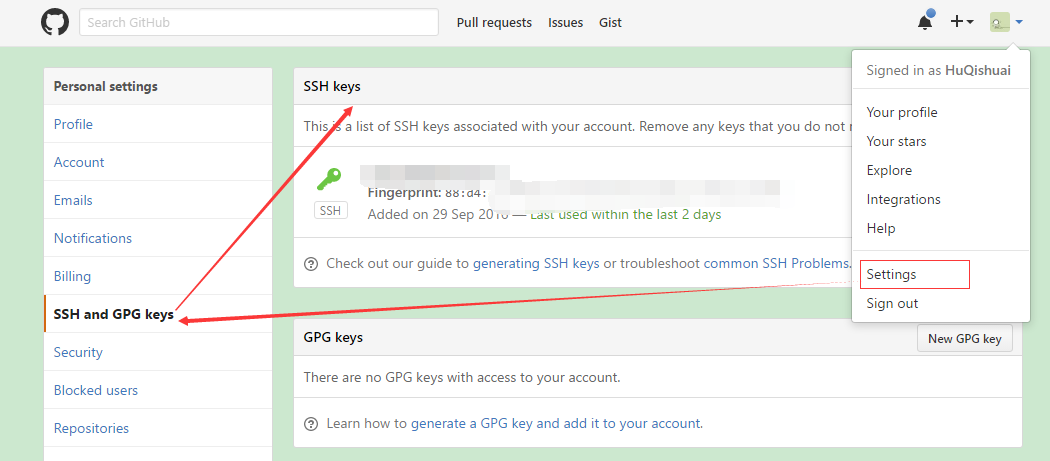 Search GitHub
Pull requests Issues Gist
Signed in as HuQishuai
Your profile
Your stars
Explore
Integrations
Help
Settings
Sign out
Personal settings
Profile
Account
Emails
Notifications
Billing
SSH and GPG keys
Security
Blocked users
Repositories
SSH keys
This is a list of SSH keys associated with your account. Remove any keys that you do not
Fingerprint: 88:d4:
SSH
Added on 29 Sep — Last used within the last 2 days
Check out our guide to generating SSH keys or troubleshoot common SSH Problems.
GPG keys
New GPG key
There are no GPG keys with access to your account.
Learn how to generate a GPG key and add it to your account.